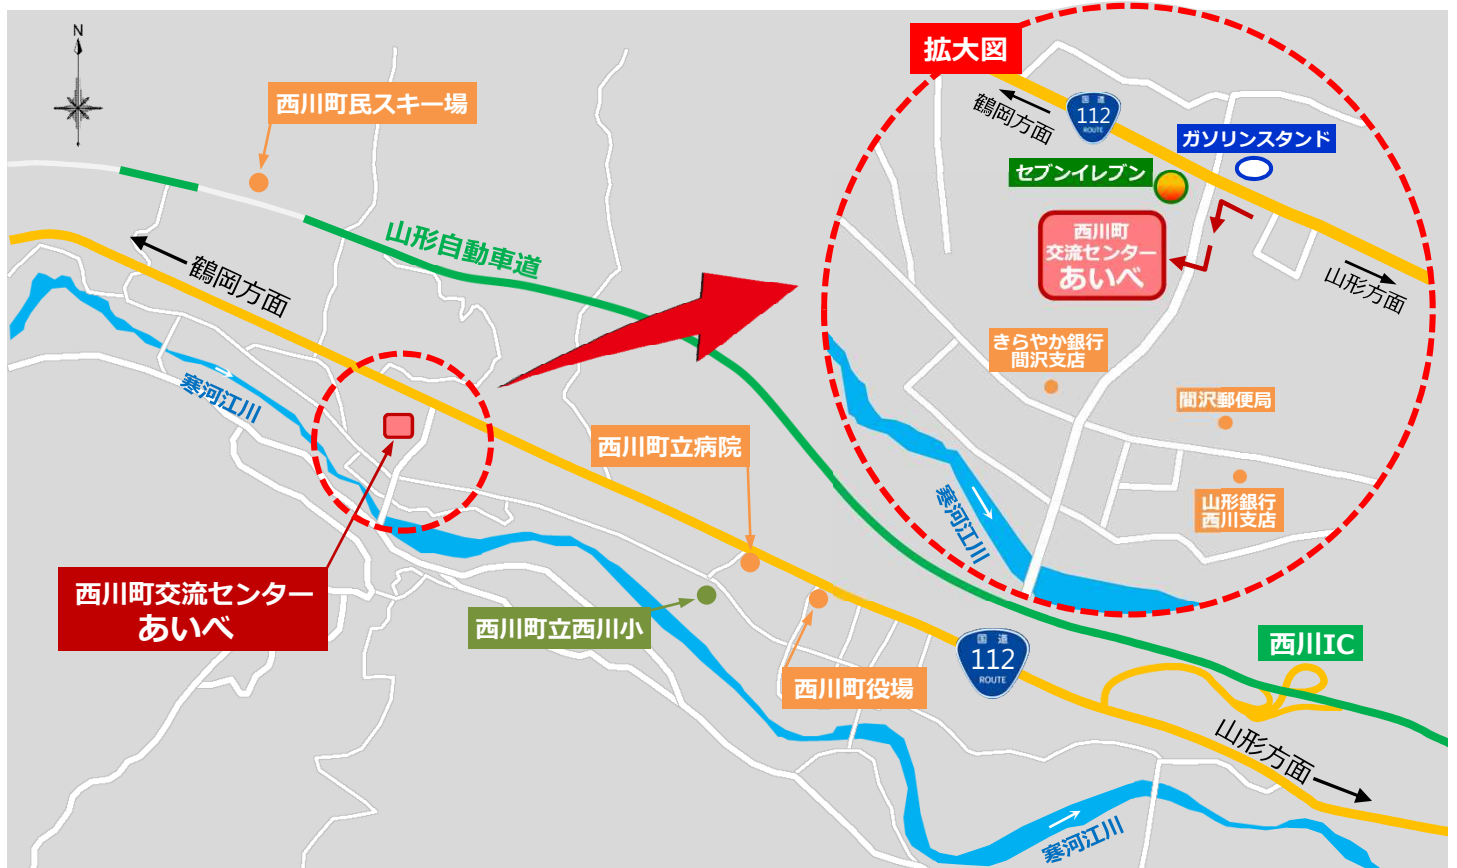 N
西川町民スキー場
山形自動車道
鶴岡方面
寒河江川
西川町立病院
西川町交流センター
あいべ
西川町立西川小
西川町役場
国道
112
ROUTE
西川IC
山形方面
寒河江川
拡大図
鶴岡方面
国道
112
ROUTE
ガソリンスタンド
セブンイレブン
西川町
交流センター
あいべ
山形方面
きらやか銀行
間沢支店
間沢郵便局
山形銀行
西川支店
寒河江川